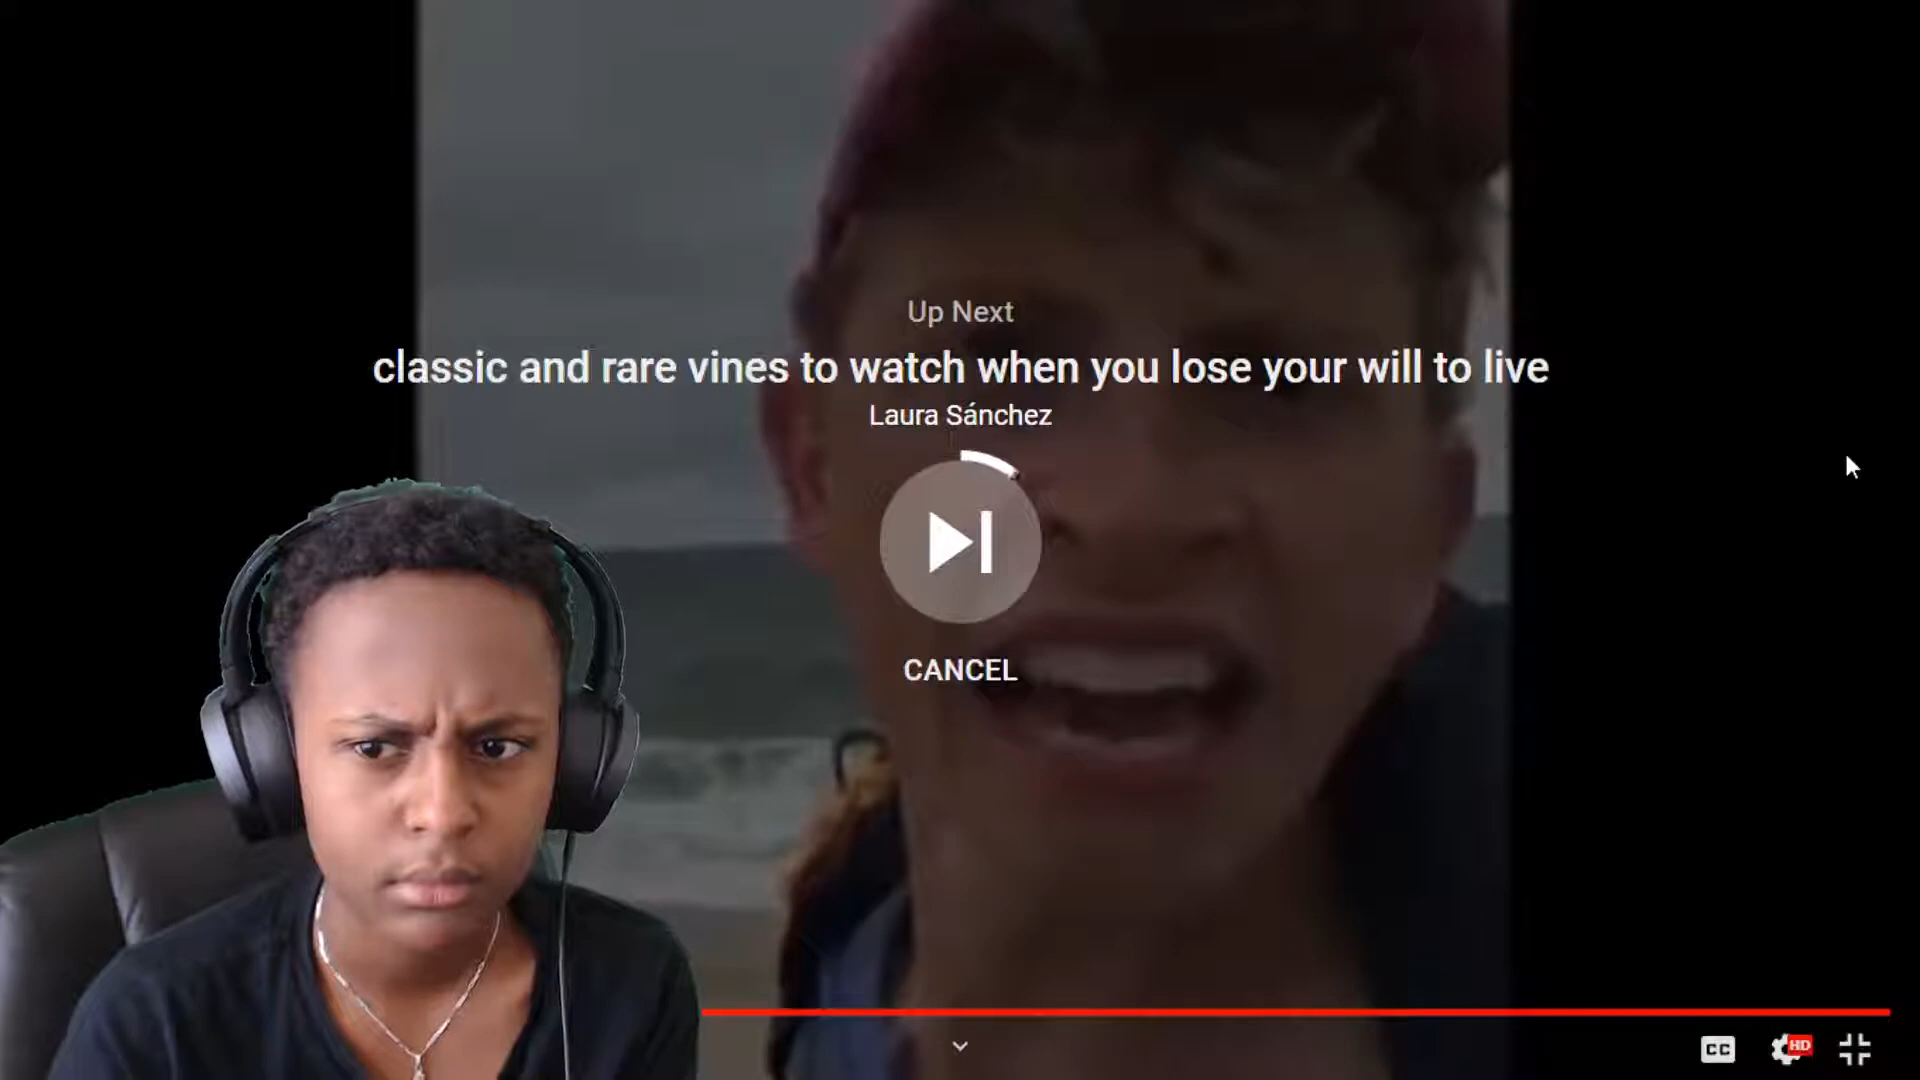 Up Next
classic and rare vines to watch when you lose your will to live
Laura Sánchez
CANCEL
CC
HD